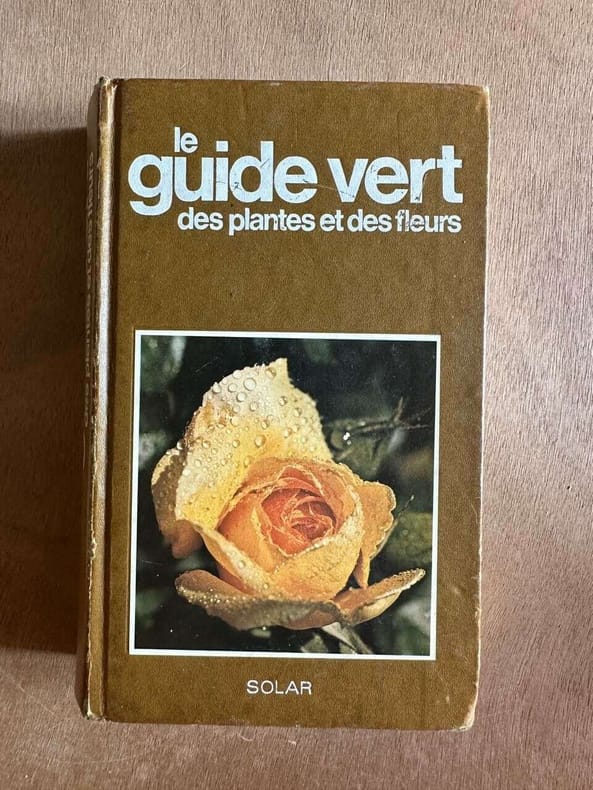 le
guide vert
des plantes et des fleurs
SOLAR